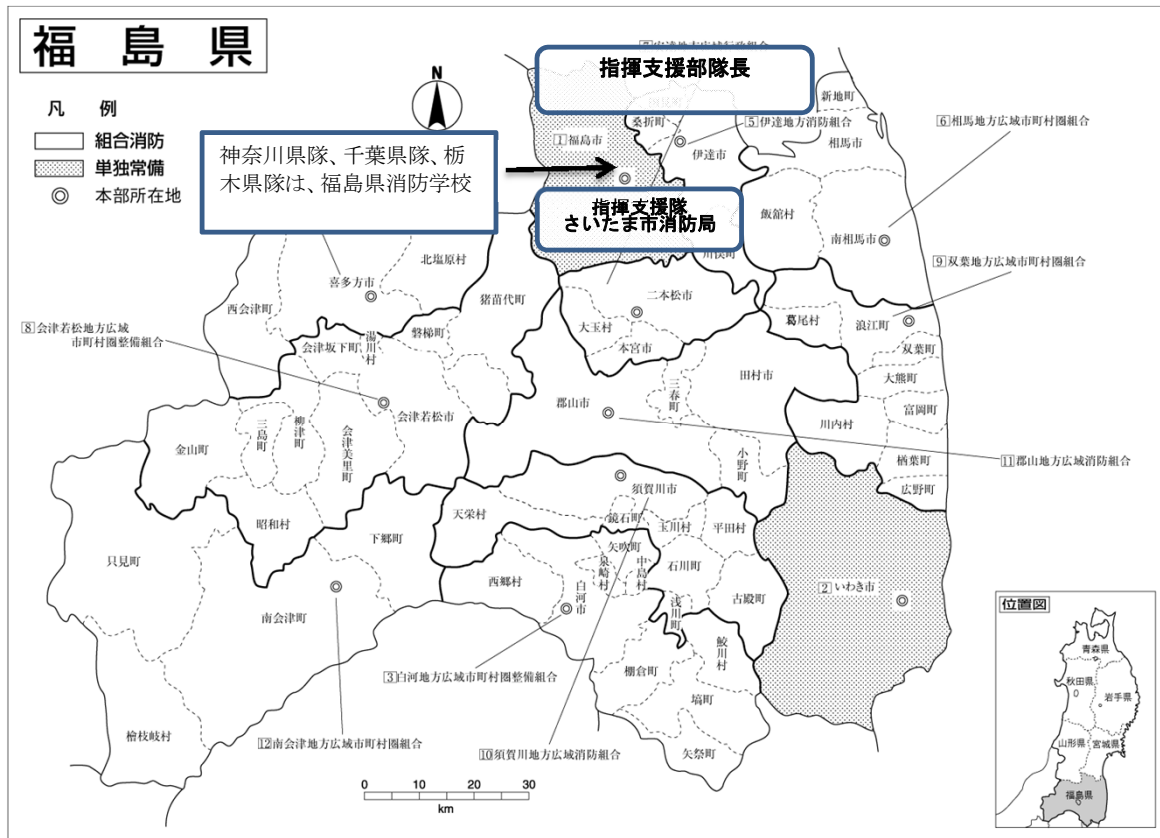 福島県
凡例
組合消防
単独常備
本部所在地
N
指揮支援部隊長
神奈川県隊、千葉県隊、栃
木県隊は、福島県消防学校
指揮支援隊
さいたま市消防局
1福島市
桑折町
5伊達地方消防組合
伊達市
新地町
相馬市
6相馬地方広域市町村圏組合
飯舘村
南相馬市
川俣町
9双葉地方広域市町村圏組合
北塩原村
喜多方市
西会津町
猪苗代町
磐梯町
二本松市
大玉村
本宮市
葛尾村
浪江町
双葉町
大熊町
富岡町
川内村
楢葉町
広野町
8会津若松地方広域
市町村圏整備組合
湯川村
会津坂下町
会津若松市
郡山市
三春町
田村市
小野町
11郡山地方広域消防組合
金山町
三島町
柳津町
会津美里町
昭和村
下郷町
只見町
南会津町
檜枝岐村
12南会津地方広域市町村圏組合
天栄村
須賀川市
鏡石町
玉川村
平田村
矢吹町
泉崎村
中島村
石川町
古殿町
西郷村
白河市
浅川町
棚倉町
鮫川村
塙町
矢祭町
3白河地方広域市町村圏整備組合
10須賀川地方広域消防組合
2いわき市
0 10 20 30
km
位置図
青森県
秋田県
岩手県
山形県
宮城県
福島県